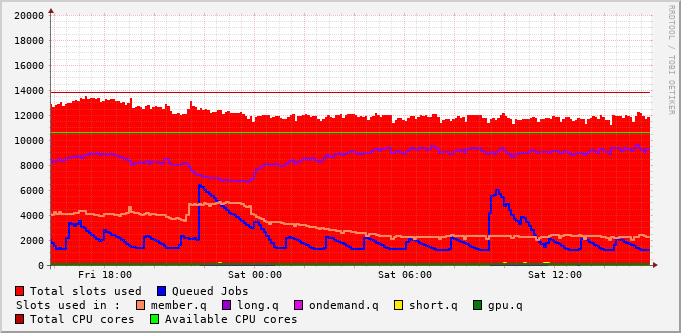 20000
18000
16000
14000
12000
10000
8000
6000
4000
2000
0
Fri 18:00 Sat 00:00 Sat 06:00 Sat 12:00
RRDTOOL / TOBI OETIKER
Total slots used Queued Jobs
Slots used in : member.q long.q ondemand.q short.q gpu.q
Total CPU cores Available CPU cores